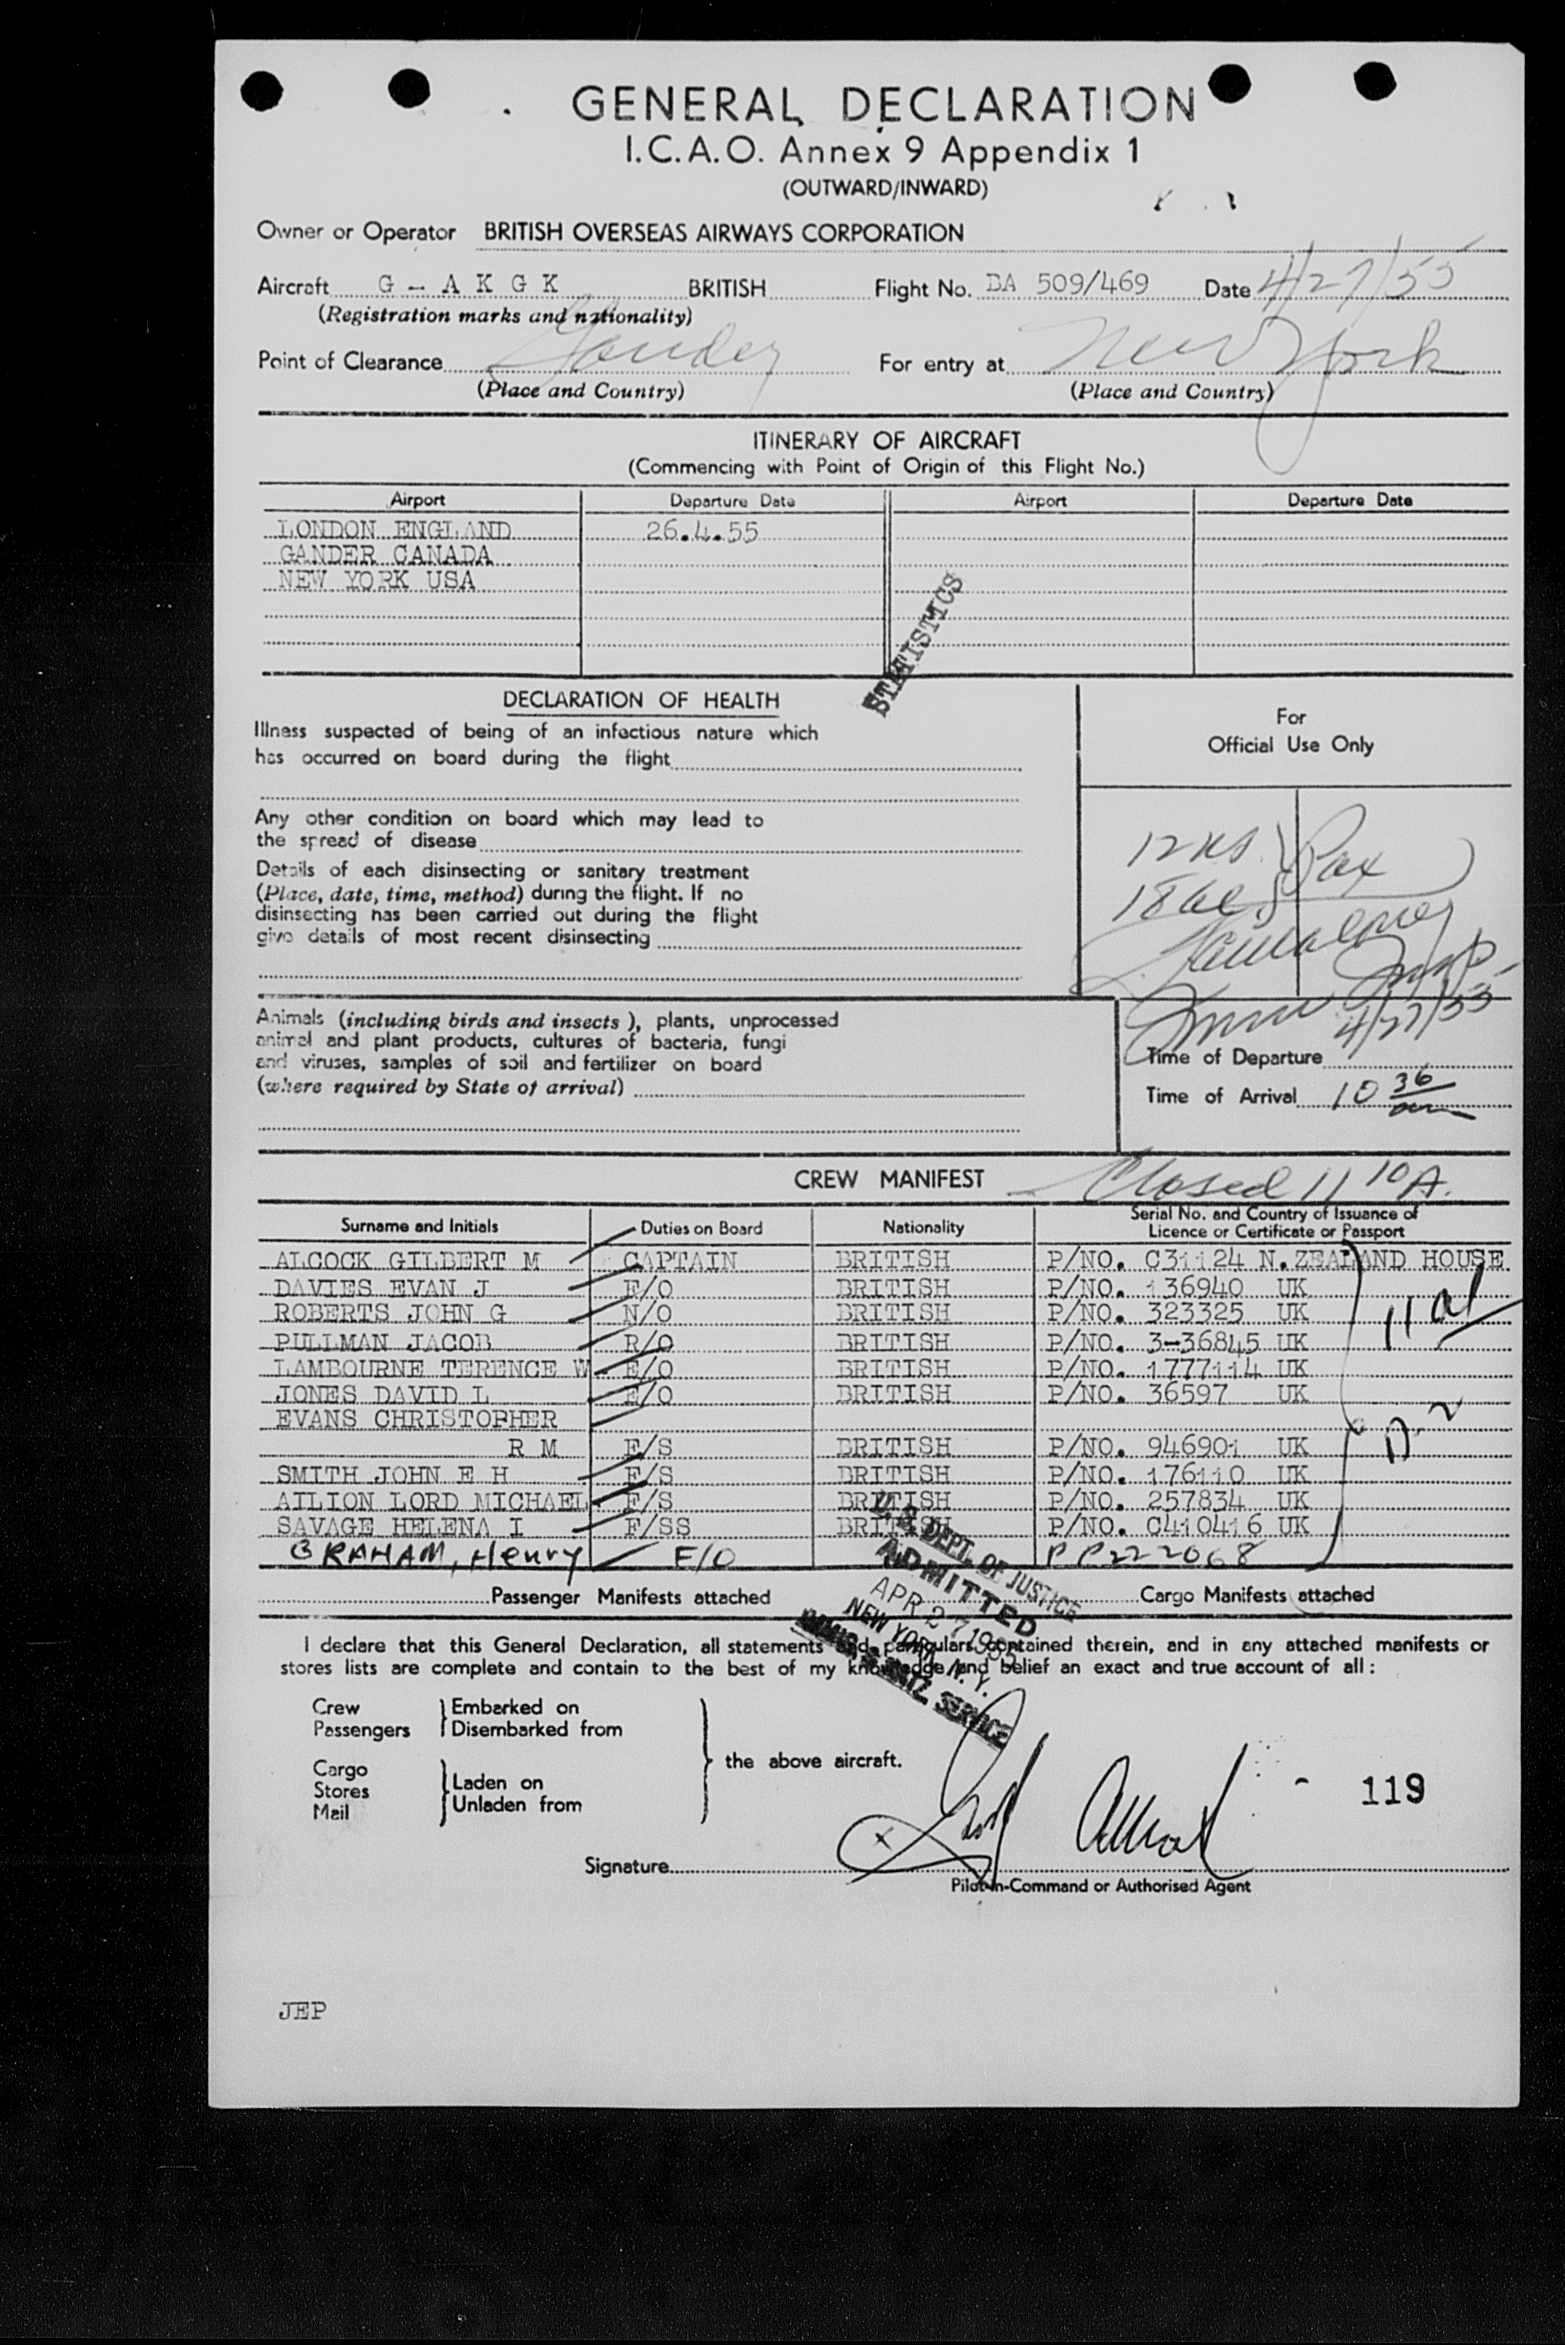 GENERAL DECLARATION
I.C.A.O. Annex 9 Appendix 1
(OUTWARD/INWARD)
Owner or Operator BRITISH OVERSEAS AIRWAYS CORPORATION
Aircraft G - A K G K BRITISH Flight No. BA 509/469 Date 4/27/55
(Registration marks and nationality)
Point of Clearance Gander For entry at New York
(Place and Country) (Place and Country)
ITINERARY OF AIRCRAFT
(Commencing with Point of Origin of this Flight No.)
Airport Departure Date Airport Departure Date
LONDON ENGLAND 26.4.55
GANDER CANADA
NEW YORK USA
STATISTICS
DECLARATION OF HEALTH
Illness suspected of being of an infectious nature which
has occurred on board during the flight
Any other condition on board which may lead to
the spread of disease
Details of each disinsecting or sanitary treatment
(Place, date, time, method) during the flight. If no
disinsecting has been carried out during the flight
give details of most recent disinsecting
For
Official Use Only
Pax
4/27/55
Animals (including birds and insects), plants, unprocessed
animal and plant products, cultures of bacteria, fungi
and viruses, samples of soil and fertilizer on board
(where required by State of arrival)
Time of Departure
Time of Arrival 10 36 am
CREW MANIFEST Closed 11 10 A.
Surname and Initials Duties on Board Nationality Serial No. and Country of Issuance of Licence or Certificate or Passport
ALCOCK GILBERT M CAPTAIN BRITISH P/NO. C31124 N.ZEALAND HOUSE
DAVIES EVAN J F/O BRITISH P/NO. 136940 UK
ROBERTS JOHN G N/O BRITISH P/NO. 323325 UK
PULLMAN JACOB R/O BRITISH P/NO. 3-36845 UK
LAMBOURNE TERENCE W E/O BRITISH P/NO. 1777114 UK
JONES DAVID L E/O BRITISH P/NO. 36597 UK
EVANS CHRISTOPHER
R M F/S BRITISH P/NO. 946901 UK
SMITH JOHN E H F/S BRITISH P/NO. 176110 UK
AILION LORD MICHAEL F/S BRITISH P/NO. 257834 UK
SAVAGE HELENA I F/SS BRITISH P/NO. C410416 UK
GRAHAM, Henry E/O PP222068
Passenger Manifests attached Cargo Manifests attached
U. S. DEPT. OF JUSTICE
ADMITTED
APR 27 1955
NEW YORK, N. Y.
IMMIG. & NATZ. SERVICE
I declare that this General Declaration, all statements and particulars contained therein, and in any attached manifests or
stores lists are complete and contain to the best of my knowledge and belief an exact and true account of all :
Crew Embarked on
Passengers Disembarked from
the above aircraft.
Cargo
Stores Laden on
Mail Unladen from
119
Signature
Pilot-in-Command or Authorised Agent
JEP